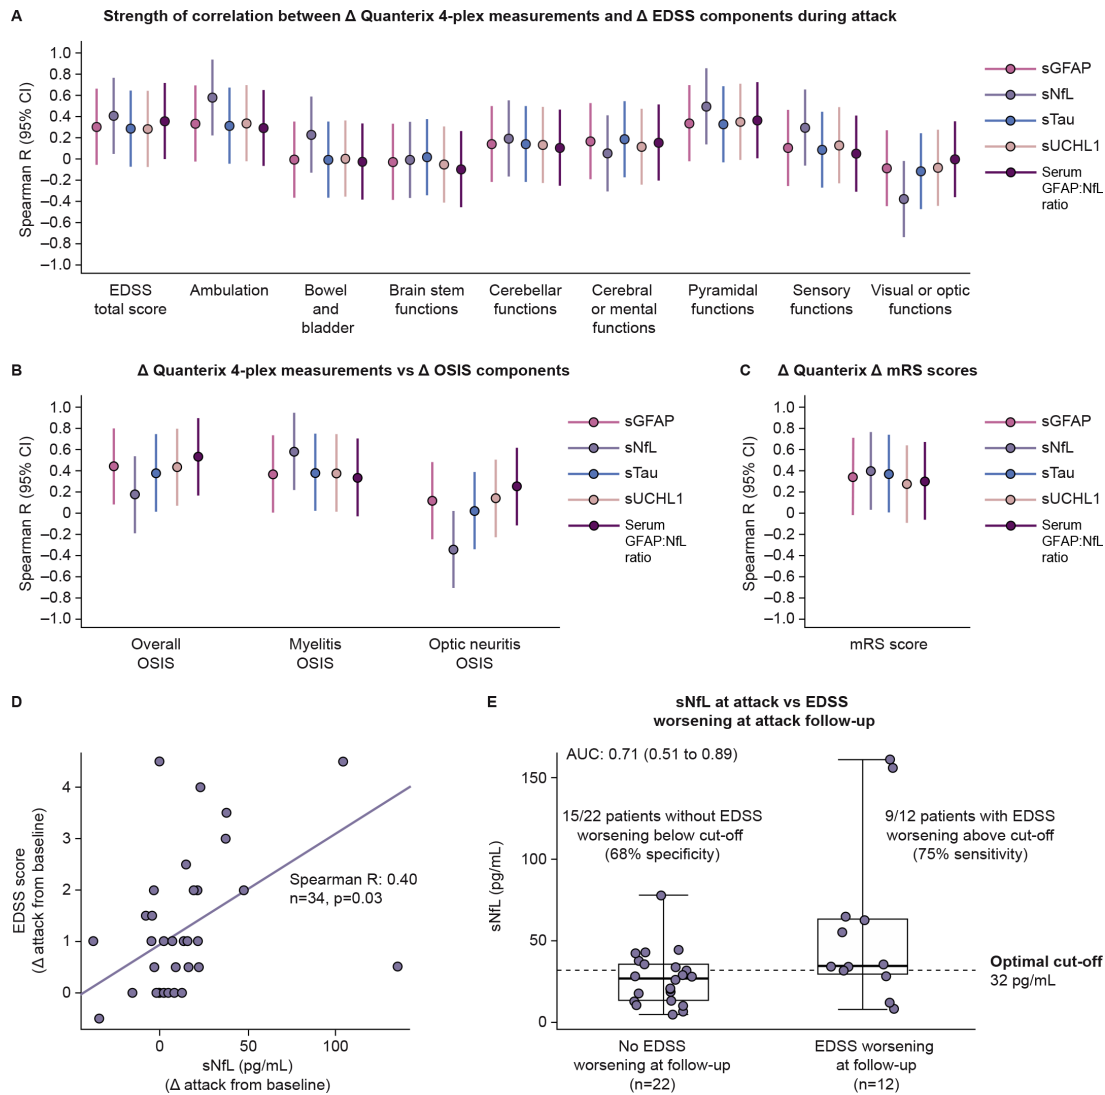 A
Strength of correlation between Δ Quanterix 4-plex measurements and Δ EDSS components during attack
Spearman R (95% CI)
1.0
0.8
0.6
0.4
0.2
0
–0.2
–0.4
–0.6
–0.8
–1.0
EDSS
total score
Ambulation
Bowel
and
bladder
Brain stem
functions
Cerebellar
functions
Cerebral
or mental
functions
Pyramidal
functions
Sensory
functions
Visual or optic
functions
sGFAP
sNfL
sTau
sUCHL1
Serum
GFAP:NfL
ratio
B
Δ Quanterix 4-plex measurements vs Δ OSIS components
Spearman R (95% CI)
1.0
0.8
0.6
0.4
0.2
0
–0.2
–0.4
–0.6
–0.8
–1.0
Overall
OSIS
Myelitis
OSIS
Optic neuritis
OSIS
sGFAP
sNfL
sTau
sUCHL1
Serum
GFAP:NfL
ratio
C
Δ Quanterix Δ mRS scores
Spearman R (95% CI)
1.0
0.8
0.6
0.4
0.2
0
–0.2
–0.4
–0.6
–0.8
–1.0
mRS score
sGFAP
sNfL
sTau
sUCHL1
Serum
GFAP:NfL
ratio
D
EDSS score
(Δ attack from baseline)
4
3
2
1
0
Spearman R: 0.40
n=34, p=0.03
0
50
100
sNfL (pg/mL)
(Δ attack from baseline)
E
sNfL at attack vs EDSS
worsening at attack follow-up
AUC: 0.71 (0.51 to 0.89)
sNfL (pg/mL)
150
100
50
0
15/22 patients without EDSS
worsening below cut-off
(68% specificity)
9/12 patients with EDSS
worsening above cut-off
(75% sensitivity)
Optimal cut-off
32 pg/mL
No EDSS
worsening at follow-up
(n=22)
EDSS worsening
at follow-up
(n=12)